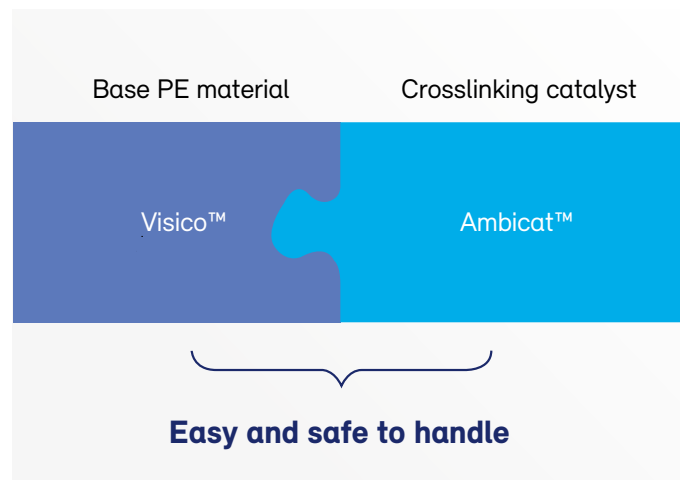 Base PE material
Crosslinking catalyst
Visico™
Ambicat™
Easy and safe to handle